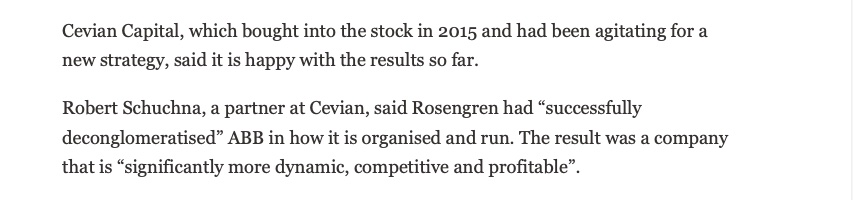 Cevian Capital, which bought into the stock in 2015 and had been agitating for a
new strategy, said it is happy with the results so far.
Robert Schuchna, a partner at Cevian, said Rosengren had “successfully
deconglomeratised” ABB in how it is organised and run. The result was a company
that is “significantly more dynamic, competitive and profitable”.